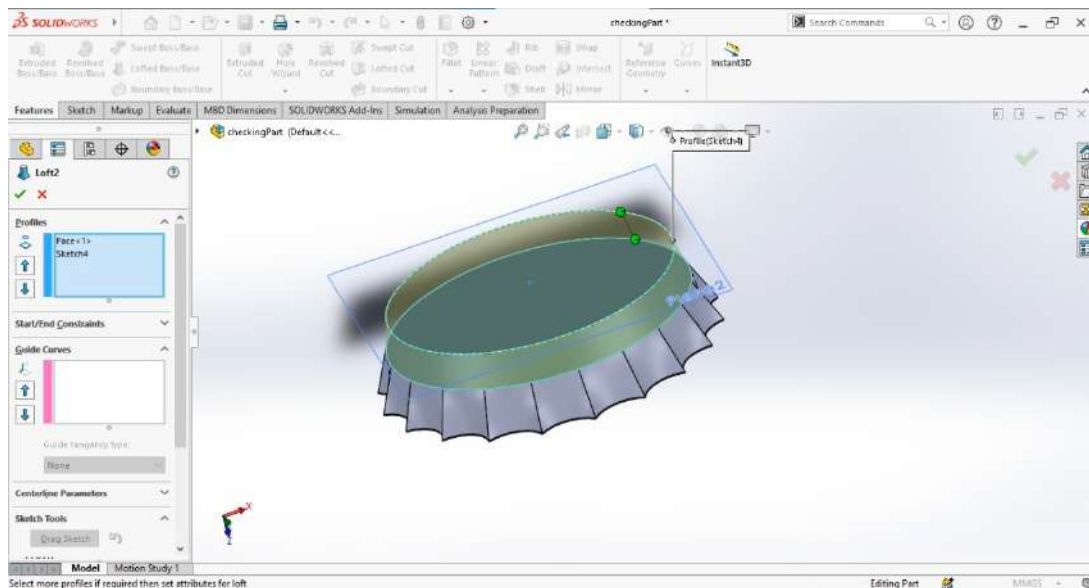 SOLIDWORKS
checkingPart *
Search Commands
Extruded Boss/Base
Revolved Boss/Base
Swept Boss/Base
Lofted Boss/Base
Boundary Boss/Base
Extruded Cut
Hole Wizard
Revolved Cut
Swept Cut
Lofted Cut
Boundary Cut
Fillet
Linear Pattern
Rib
Draft
Shell
Wrap
Intersect
Mirror
Reference Geometry
Curves
Instant3D
Features Sketch Markup Evaluate MBD Dimensions SOLIDWORKS Add-Ins Simulation Analysis Preparation
checkingPart (Default<<...
Profile(Sketch4)
Loft2
Profiles
Face<1>
Sketch4
Start/End Constraints
Guide Curves
Guide tangency type:
None
Centerline Parameters
Sketch Tools
Drag Sketch
X
Z
Model Motion Study 1
Select more profiles if required then set attributes for loft
Editing Part
MMGS